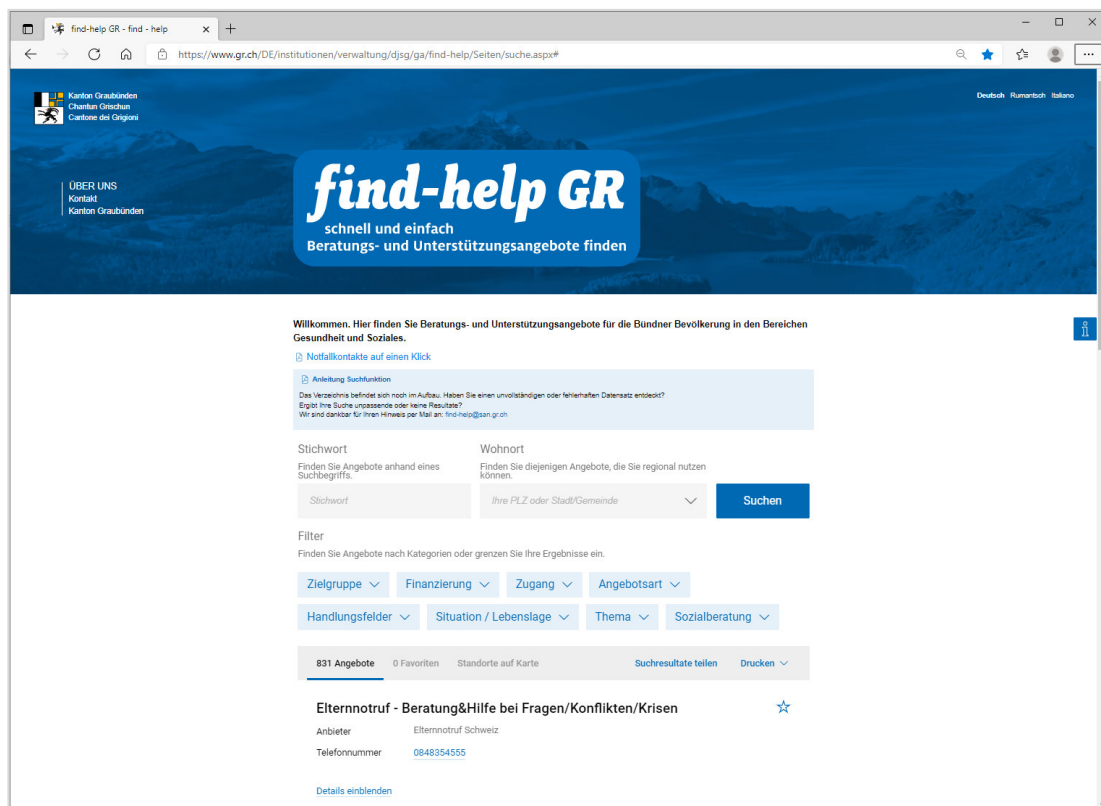 find-help GR - find - help
https://www.gr.ch/DE/institutionen/verwaltung/djsg/ga/find-help/Seiten/suche.aspx#
Kanton Graubünden
Chantun Grischun
Cantone dei Grigioni
Deutsch Rumantsch Italiano
ÜBER UNS
Kontakt
Kanton Graubünden
find-help GR
schnell und einfach
Beratungs- und Unterstützungsangebote finden
Willkommen. Hier finden Sie Beratungs- und Unterstützungsangebote für die Bündner Bevölkerung in den Bereichen
Gesundheit und Soziales.
Notfallkontakte auf einen Klick
Anleitung Suchfunktion
Das Verzeichnis befindet sich noch im Aufbau. Haben Sie einen unvollständigen oder fehlerhaften Datensatz entdeckt?
Ergibt Ihre Suche unpassende oder keine Resultate?
Wir sind dankbar für Ihren Hinweis per Mail an: find-help@san.gr.ch
Stichwort Wohnort
Finden Sie Angebote anhand eines Finden Sie diejenigen Angebote, die Sie regional nutzen
Suchbegriffs. können.
Stichwort Ihre PLZ oder Stadt/Gemeinde Suchen
Filter
Finden Sie Angebote nach Kategorien oder grenzen Sie Ihre Ergebnisse ein.
Zielgruppe Finanzierung Zugang Angebotsart
Handlungsfelder Situation / Lebenslage Thema Sozialberatung
831 Angebote 0 Favoriten Standorte auf Karte Suchresultate teilen Drucken
Elternnotruf - Beratung&Hilfe bei Fragen/Konflikten/Krisen
Anbieter Elternnotruf Schweiz
Telefonnummer 0848354555
Details einblenden